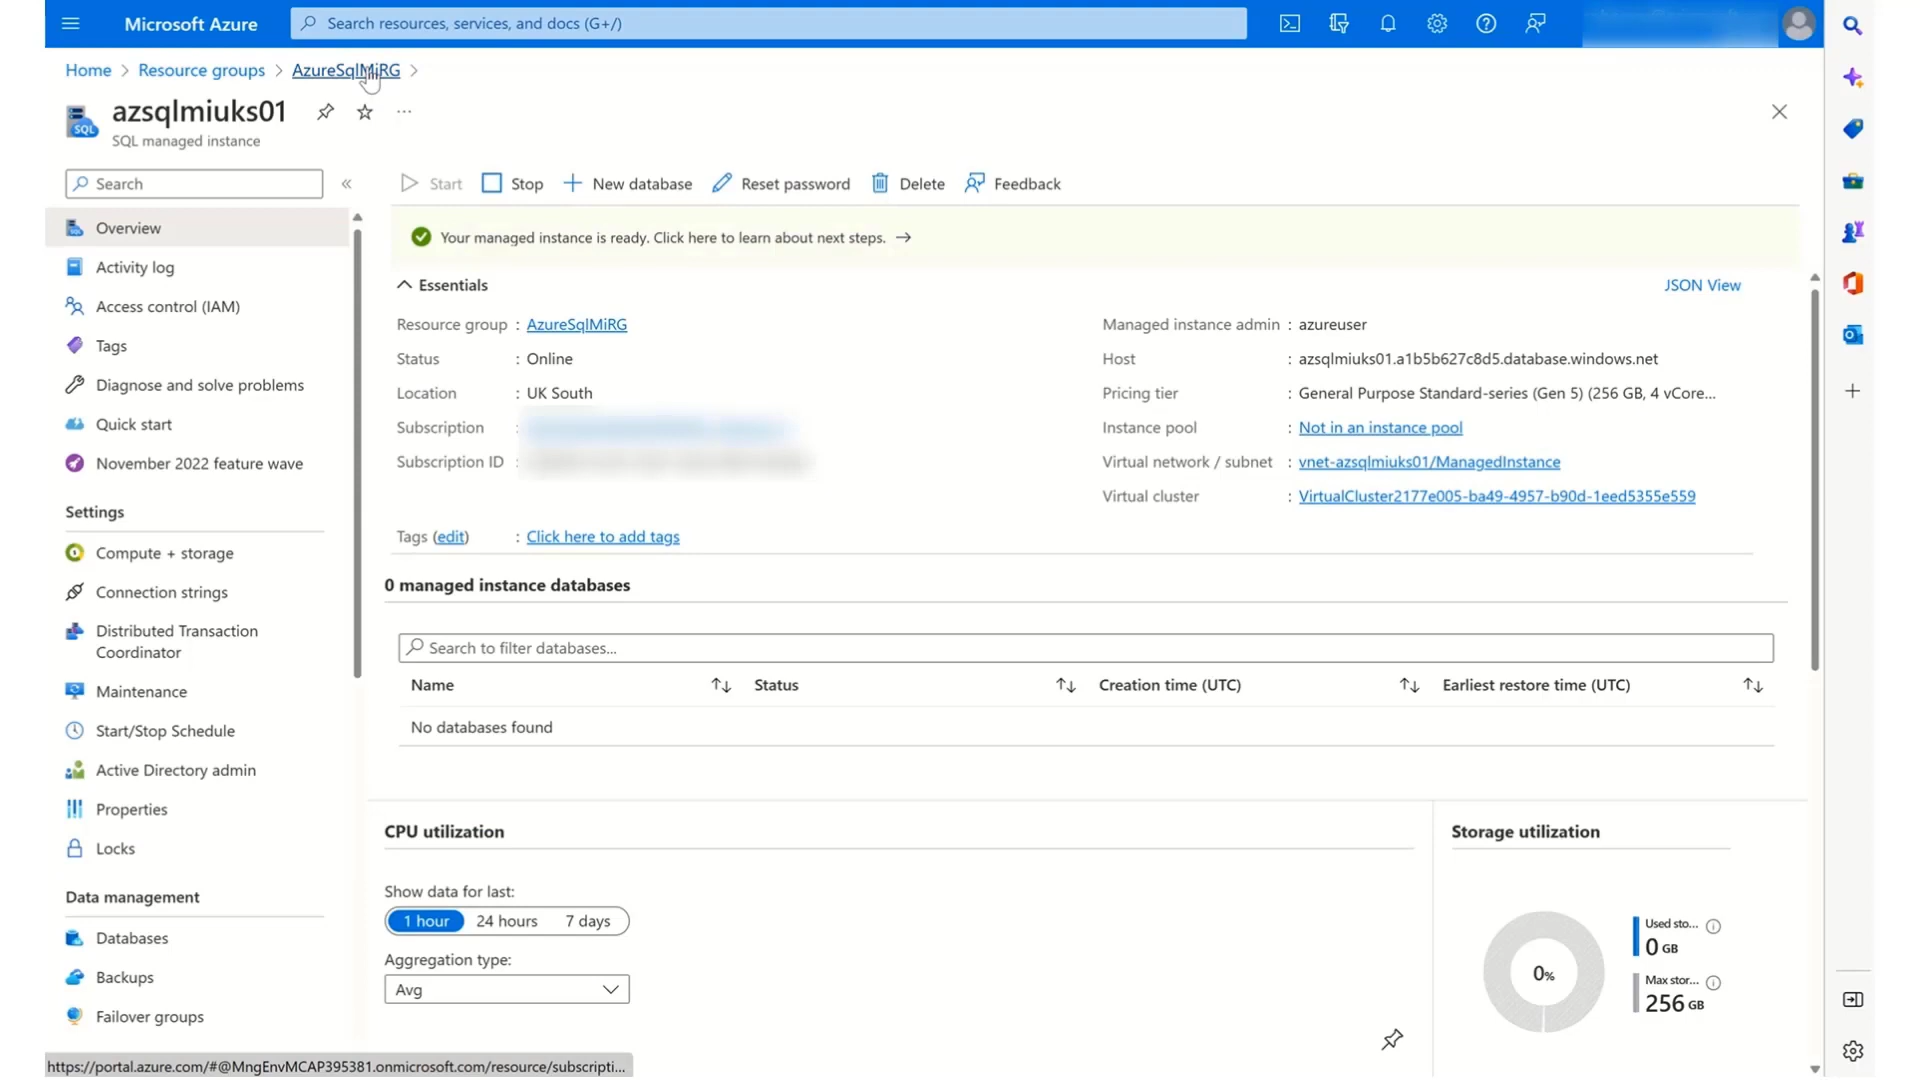 Microsoft Azure
Search resources, services, and docs (G+/)
Home > Resource groups > AzureSqlMiRG >
azsqlmiuks01
SQL managed instance
Search
Start Stop New database Reset password Delete Feedback
Your managed instance is ready. Click here to learn about next steps. →
Overview
Activity log
Access control (IAM)
Tags
Diagnose and solve problems
Quick start
November 2022 feature wave
Settings
Compute + storage
Connection strings
Distributed Transaction
Coordinator
Maintenance
Start/Stop Schedule
Active Directory admin
Properties
Locks
Data management
Databases
Backups
Failover groups
Essentials
JSON View
Resource group : AzureSqlMiRG
Status : Online
Location : UK South
Subscription :
Subscription ID :
Managed instance admin : azureuser
Host : azsqlmiuks01.a1b5b627c8d5.database.windows.net
Pricing tier : General Purpose Standard-series (Gen 5) (256 GB, 4 vCore...
Instance pool : Not in an instance pool
Virtual network / subnet : vnet-azsqlmiuks01/ManagedInstance
Virtual cluster : VirtualCluster2177e005-ba49-4957-b90d-1eed5355e559
Tags (edit) : Click here to add tags
0 managed instance databases
Search to filter databases...
Name Status Creation time (UTC) Earliest restore time (UTC)
No databases found
CPU utilization
Show data for last:
1 hour 24 hours 7 days
Aggregation type:
Avg
Storage utilization
0%
Used sto...
0 GB
Max stor...
256 GB
https://portal.azure.com/#@MngEnvMCAP395381.onmicrosoft.com/resource/subscripti...